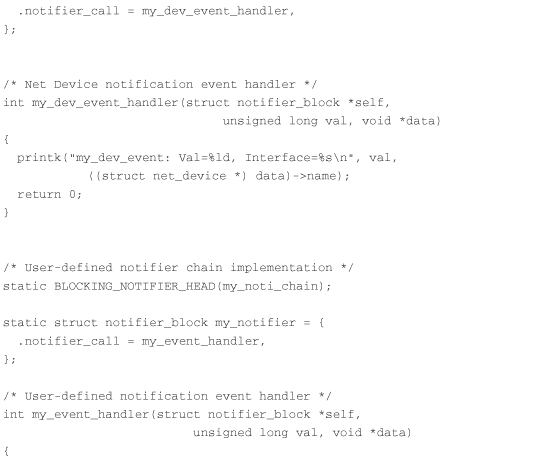 .notifier_call = my_dev_event_handler,
};
/* Net Device notification event handler */
int my_dev_event_handler(struct notifier_block *self,
unsigned long val, void *data)
{
printk("my_dev_event: Val=%ld, Interface=%s\n", val,
((struct net_device *) data)->name);
return 0;
}
/* User-defined notifier chain implementation */
static BLOCKING_NOTIFIER_HEAD(my_noti_chain);
static struct notifier_block my_notifier = {
.notifier_call = my_event_handler,
};
/* User-defined notification event handler */
int my_event_handler(struct notifier_block *self,
unsigned long val, void *data)
{